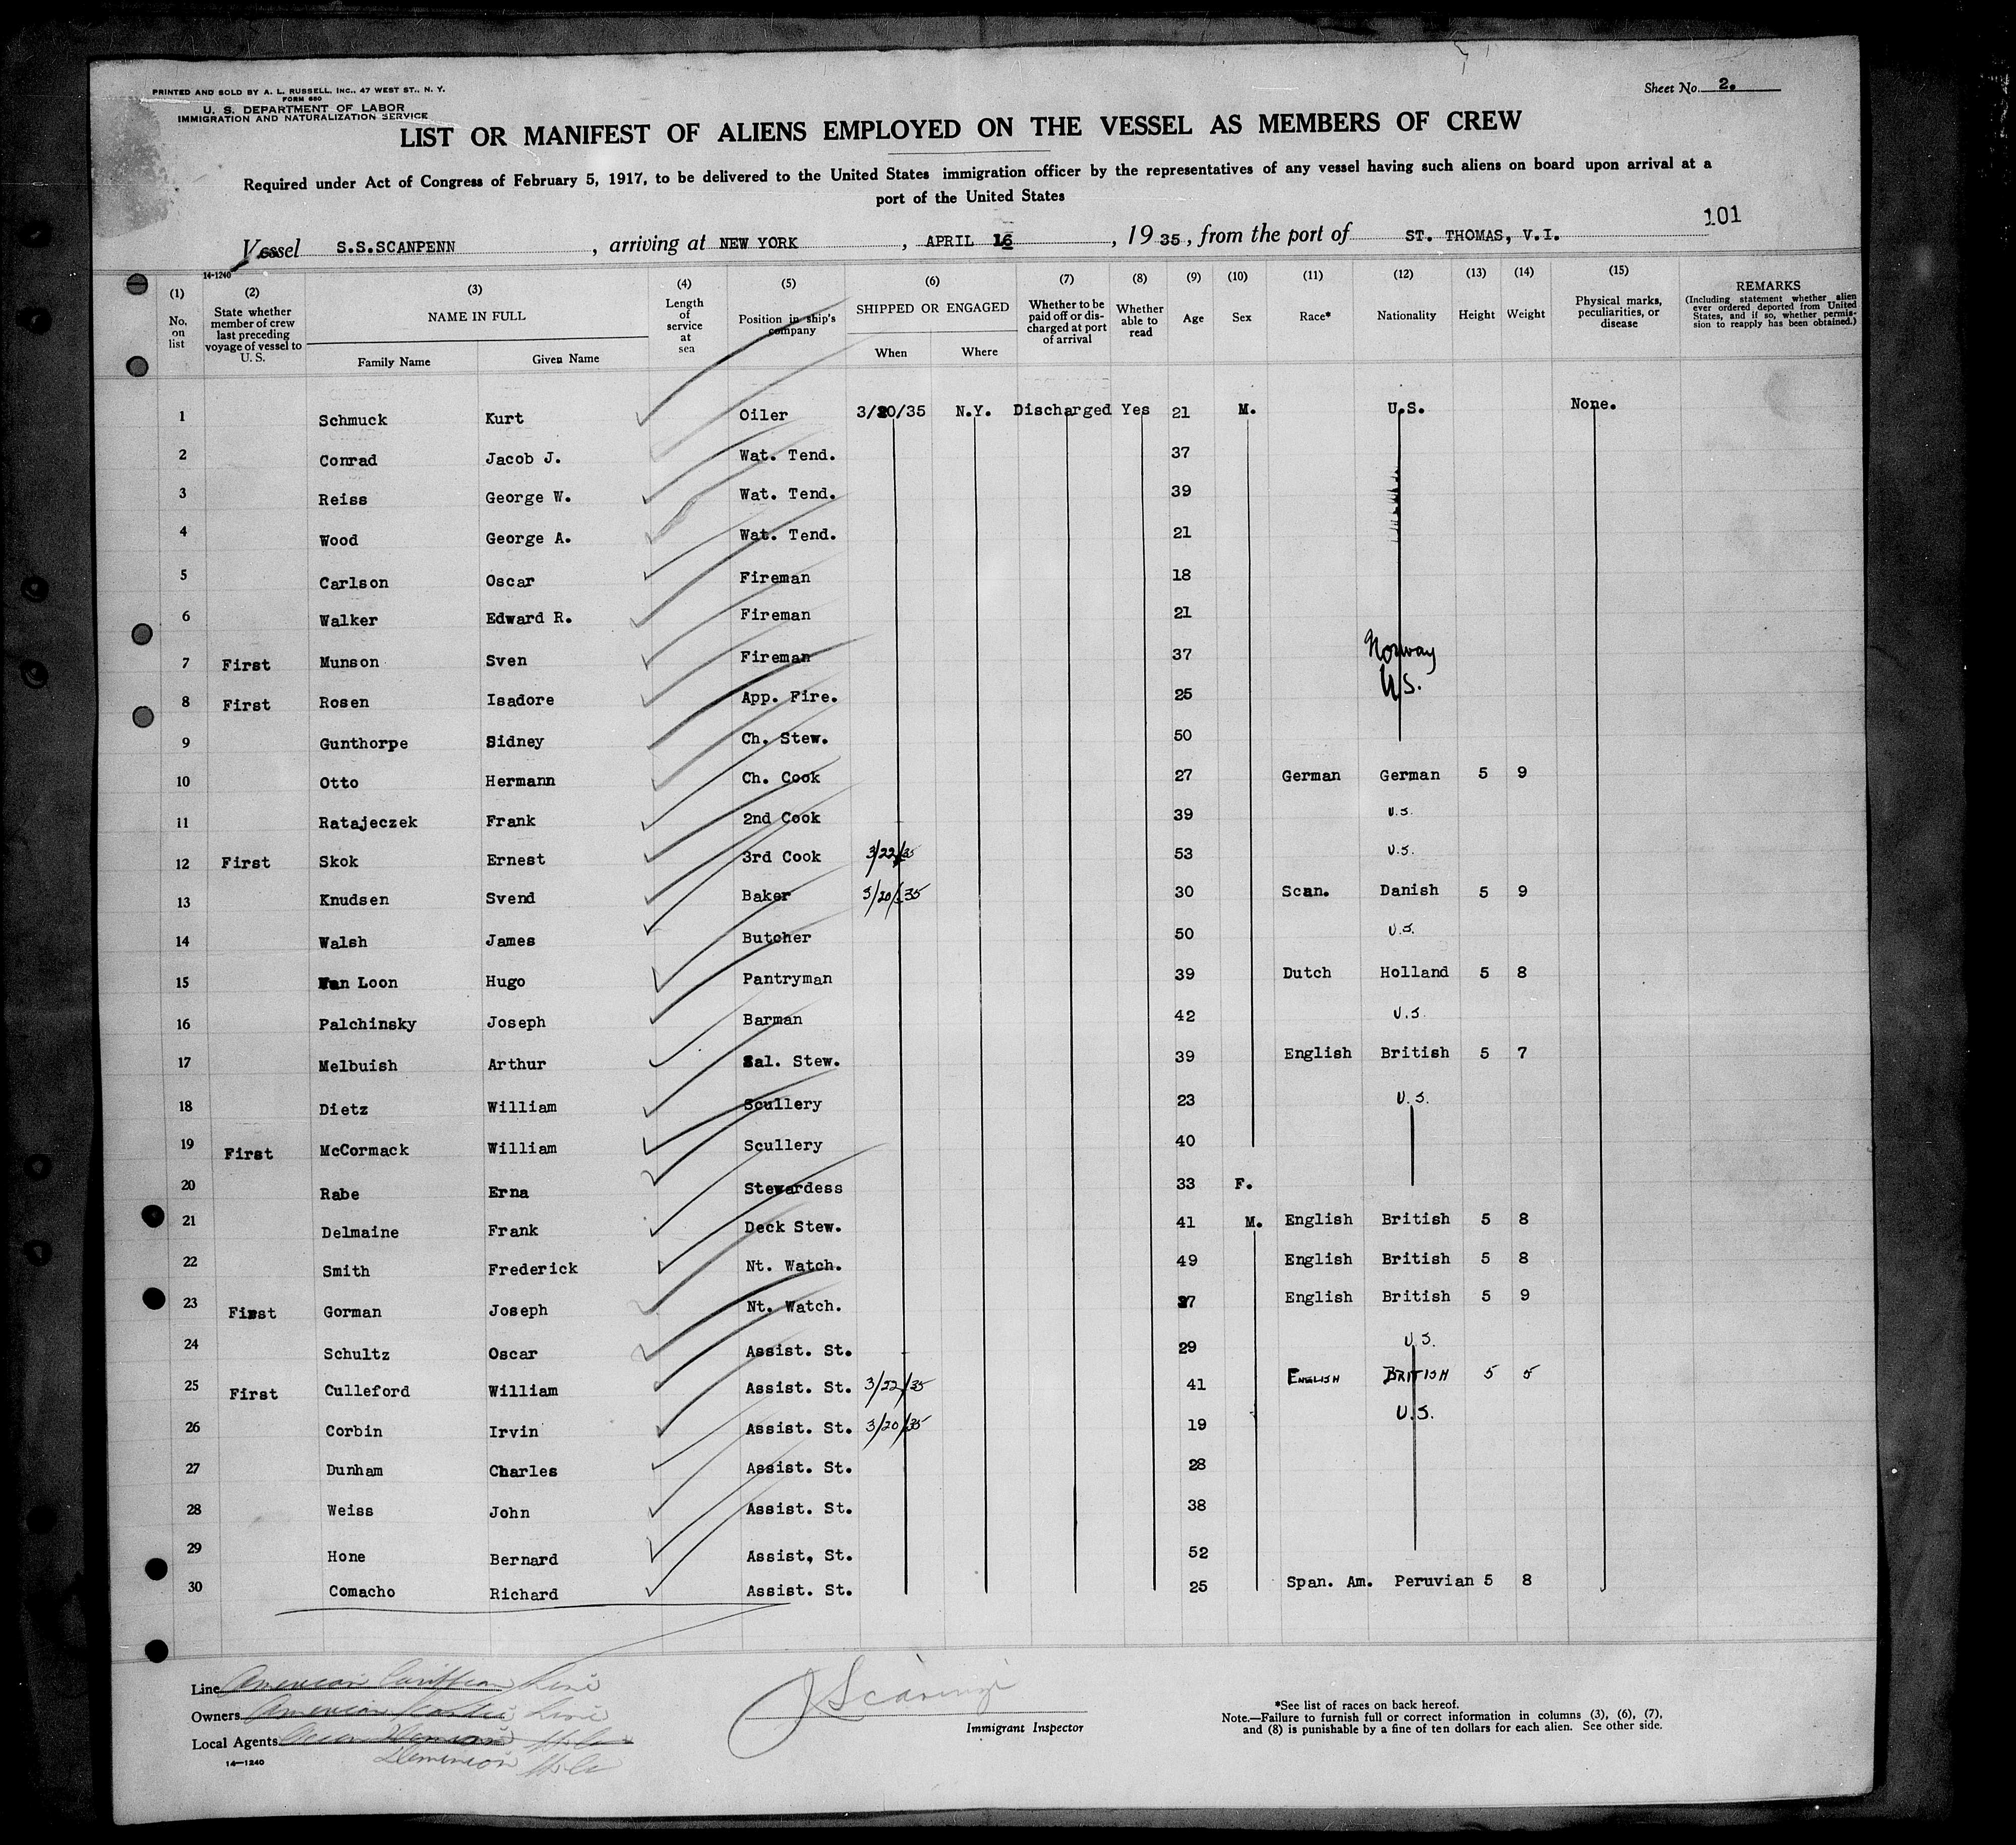 PRINTED AND SOLD BY A. L. RUSSELL, INC., 47 WEST ST., N. Y.
FORM 680
U. S. DEPARTMENT OF LABOR
IMMIGRATION AND NATURALIZATION SERVICE
Sheet No. 2.
LIST OR MANIFEST OF ALIENS EMPLOYED ON THE VESSEL AS MEMBERS OF CREW
Required under Act of Congress of February 5, 1917, to be delivered to the United States immigration officer by the representatives of any vessel having such aliens on board upon arrival at a
port of the United States
101
Vessel S.S.SCANPENN, arriving at NEW YORK, APRIL 16, 1935, from the port of ST. THOMAS, V.I.
14-1240
(1) No. on list
(2) State whether member of crew last preceding voyage of vessel to U. S.
(3) NAME IN FULL
Family Name Given Name
(4) Length of service at sea
(5) Position in ship's company
(6) SHIPPED OR ENGAGED
When Where
(7) Whether to be paid off or discharged at port of arrival
(8) Whether able to read
(9) Age
(10) Sex
(11) Race*
(12) Nationality
(13) Height
(14) Weight
(15) Physical marks, peculiarities, or disease
REMARKS
(Including statement whether alien ever ordered deported from United States, and if so, whether permission to reapply has been obtained.)
1 Schmuck Kurt Oiler 3/20/35 N.Y. Discharged Yes 21 M. U.S. None.
2 Conrad Jacob J. Wat. Tend. 37
3 Reiss George W. Wat. Tend. 39
4 Wood George A. Wat. Tend. 21
5 Carlson Oscar Fireman 18
6 Walker Edward R. Fireman 21
7 First Munson Sven Fireman 37 Norway
8 First Rosen Isadore App. Fire. 25 U.S.
9 Gunthorpe Sidney Ch. Stew. 50
10 Otto Hermann Ch. Cook 27 German German 5 9
11 Ratajeczek Frank 2nd Cook 39 U.S.
12 First Skok Ernest 3rd Cook 3/22/35 53 U.S.
13 Knudsen Svend Baker 3/20/35 30 Scan. Danish 5 9
14 Walsh James Butcher 50 U.S.
15 Van Loon Hugo Pantryman 39 Dutch Holland 5 8
16 Palchinsky Joseph Barman 42 U.S.
17 Melbuish Arthur Sal. Stew. 39 English British 5 7
18 Dietz William Scullery 23 U.S.
19 First McCormack William Scullery 40
20 Rabe Erna Stewardess 33 F.
21 Delmaine Frank Deck Stew. 41 M. English British 5 8
22 Smith Frederick Nt. Watch. 49 English British 5 8
23 First Gorman Joseph Nt. Watch. 37 English British 5 9
24 Schultz Oscar Assist. St. 29 U.S.
25 First Culleford William Assist. St. 3/22/35 41 ENGLISH BRITISH 5 5
26 Corbin Irvin Assist. St. 3/20/35 19 U.S.
27 Dunham Charles Assist. St. 28
28 Weiss John Assist. St. 38
29 Hone Bernard Assist, St. 52
30 Comacho Richard Assist. St. 25 Span. Am. Peruvian 5 8
Line American Line
Owners American Line
Local Agents
14—1240
Immigrant Inspector
*See list of races on back hereof.
Note.—Failure to furnish full or correct information in columns (3), (6), (7),
and (8) is punishable by a fine of ten dollars for each alien. See other side.